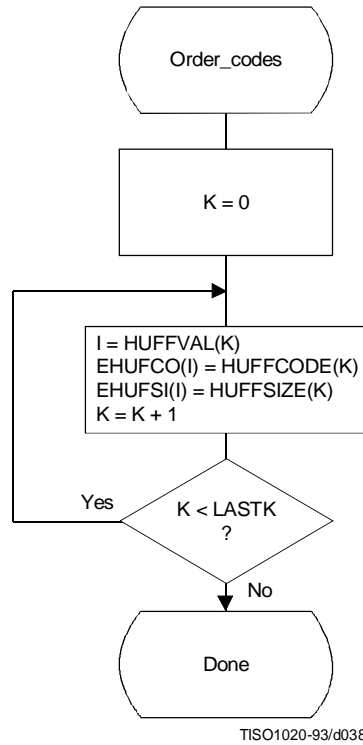 Order_codes
K = 0
I = HUFFVAL(K)
EHUFCO(I) = HUFFCODE(K)
EHUFSI(I) = HUFFSIZE(K)
K = K + 1
Yes
K < LASTK
?
No
Done
TISO1020-93/d038